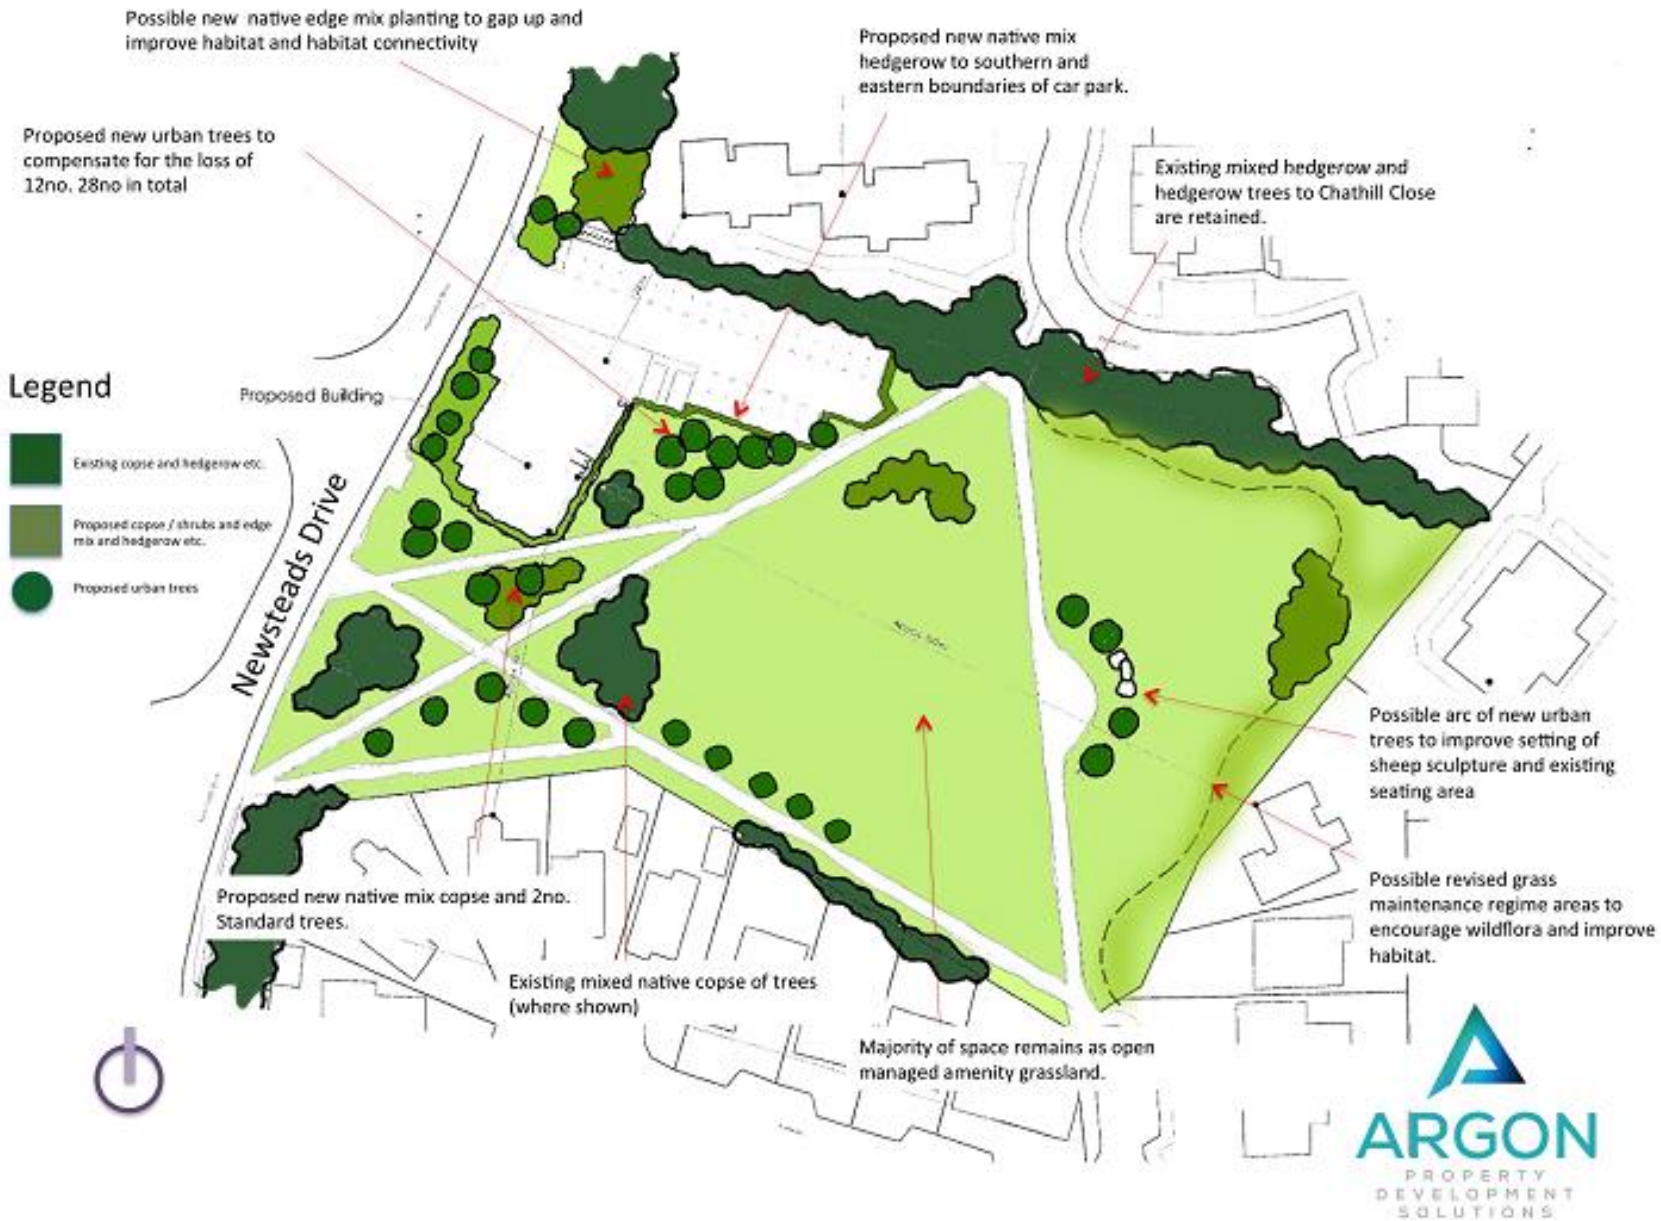 Possible new native edge mix planting to gap up and
improve habitat and habitat connectivity
Proposed new native mix
hedgerow to southern and
eastern boundaries of car park.
Proposed new urban trees to
compensate for the loss of
12no. 28no in total
Existing mixed hedgerow and
hedgerow trees to Chathill Close
are retained.
Legend
Proposed Building
Existing copse and hedgerow etc.
Proposed copse / shrubs and edge
mix and hedgerow etc.
Proposed urban trees
Newsteads Drive
Possible arc of new urban
trees to improve setting of
sheep sculpture and existing
seating area
Possible revised grass
maintenance regime areas to
encourage wildflora and improve
habitat.
Proposed new native mix copse and 2no.
Standard trees.
Existing mixed native copse of trees
(where shown)
Majority of space remains as open
managed amenity grassland.
ARGON
PROPERTY
DEVELOPMENT
SOLUTIONS